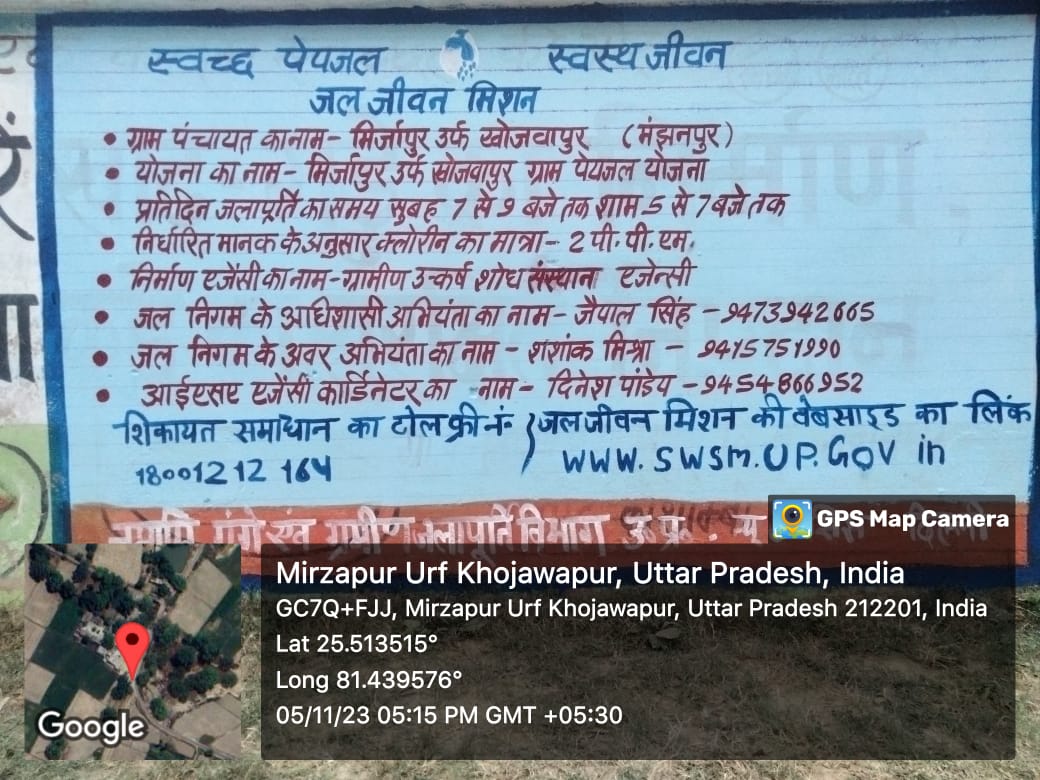 स्वच्छ पेयजल स्वस्थ जीवन
जल जीवन मिशन
• ग्राम पंचायत का नाम - मिर्जापुर उर्फ खोजवापुर (मंझनपुर)
• योजना का नाम - मिर्जापुर उर्फ खोजवापुर ग्राम पेयजल योजना
• प्रतिदिन जलापूर्ति का समय सुबह 7 से 9 बजे तक शाम 5 से 7 बजे तक
• निर्धारित मानक के अनुसार क्लोरीन का मात्रा - 2 पी. पी. एम.
• निर्माण एजेंसी का नाम - ग्रामीण उत्कर्ष शोध संस्थाना एजेन्सी
• जल निगम के अधिशासी अभियंता का नाम - जैपाल सिंह - 9473942665
• जल निगम के अवर अभियंता का नाम - शशांक मिश्रा - 9415751990
• आईएसए एजेंसी कार्डिनेटर का नाम - दिनेश पांडेय - 9454866952
शिकायत समाधान का टोल फ्री नं॰ जल जीवन मिशन की वेबसाइड का लिंक
18001212164 www.swsm.UP.GOV in
नमामि गंगे एवं ग्रामीण जलापूर्ति विभाग उ. प्र.
GPS Map Camera
Mirzapur Urf Khojawapur, Uttar Pradesh, India
GC7Q+FJJ, Mirzapur Urf Khojawapur, Uttar Pradesh 212201, India
Lat 25.513515°
Long 81.439576°
05/11/23 05:15 PM GMT +05:30
Google